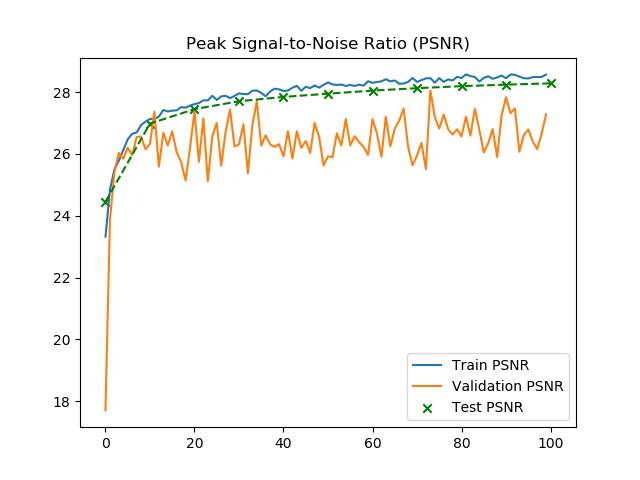 Peak Signal-to-Noise Ratio (PSNR)
28
26
24
22
20
18
0 20 40 60 80 100
Train PSNR
Validation PSNR
Test PSNR